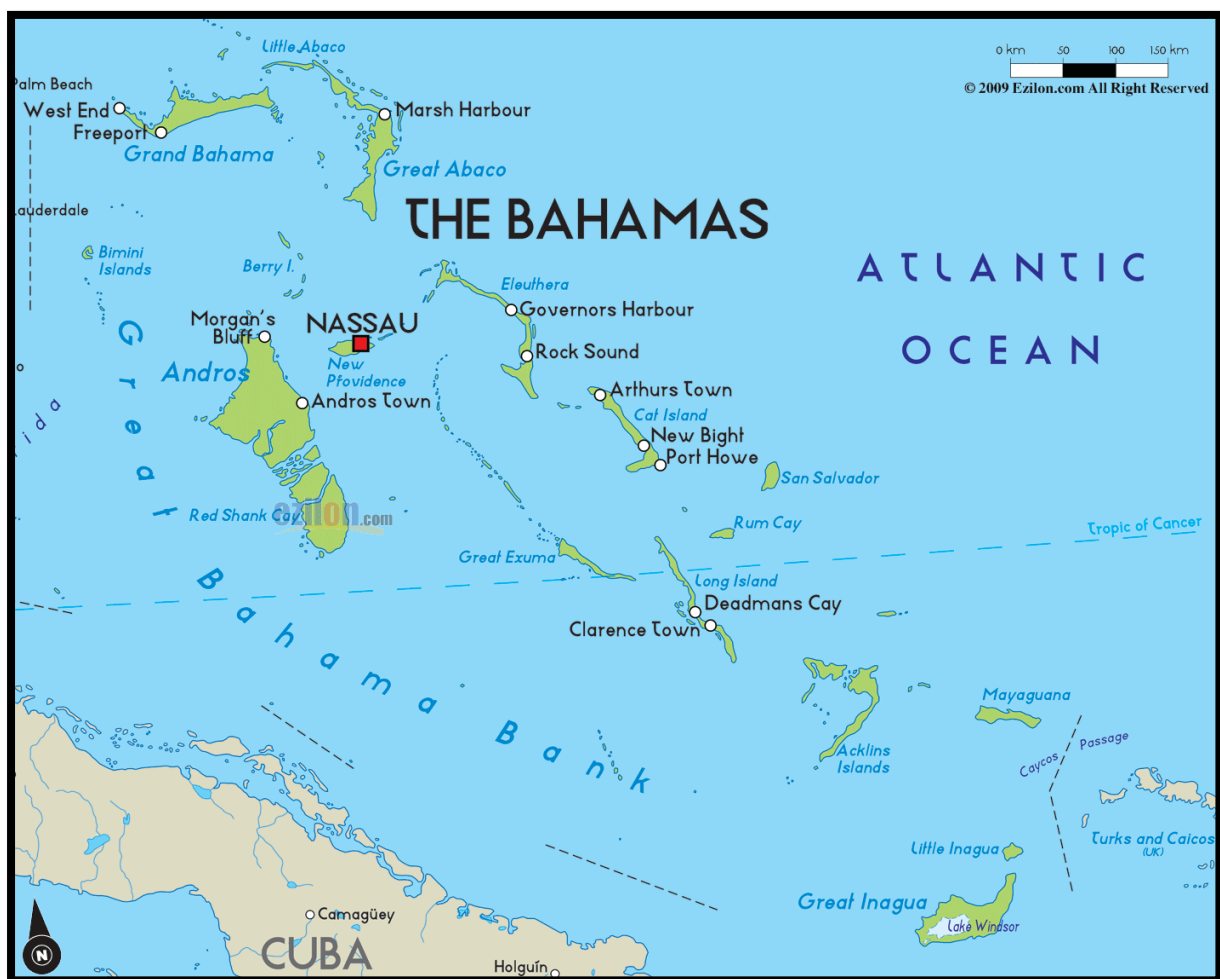 Little Abaco
0 km 50 100 150 km
© 2009 Ezilon.com All Right Reserved
Palm Beach
West End
Marsh Harbour
Freeport
Grand Bahama
Great Abaco
THE BAHAMAS
Lauderdale
ATLANTIC
OCEAN
Bimini
Islands
Berry I.
Eleuthera
Governors Harbour
Morgan's
Bluff
NASSAU
Rock Sound
New
Pfovidence
Andros
Andros Town
Arthurs Town
Cat Island
New Bight
Port Howe
ida
San Salvador
Red Shank Cay
ezilon.com
Rum Cay
Tropic of Cancer
Great Exuma
Long Island
Deadmans Cay
Clarence Town
Great Bahama Bank
Mayaguana
Acklins
Islands
Caycos Passage
Turks and Caicos
(UK)
Little Inagua
Great Inagua
Lake Windsor
Camagüey
CUBA
Holguín
N